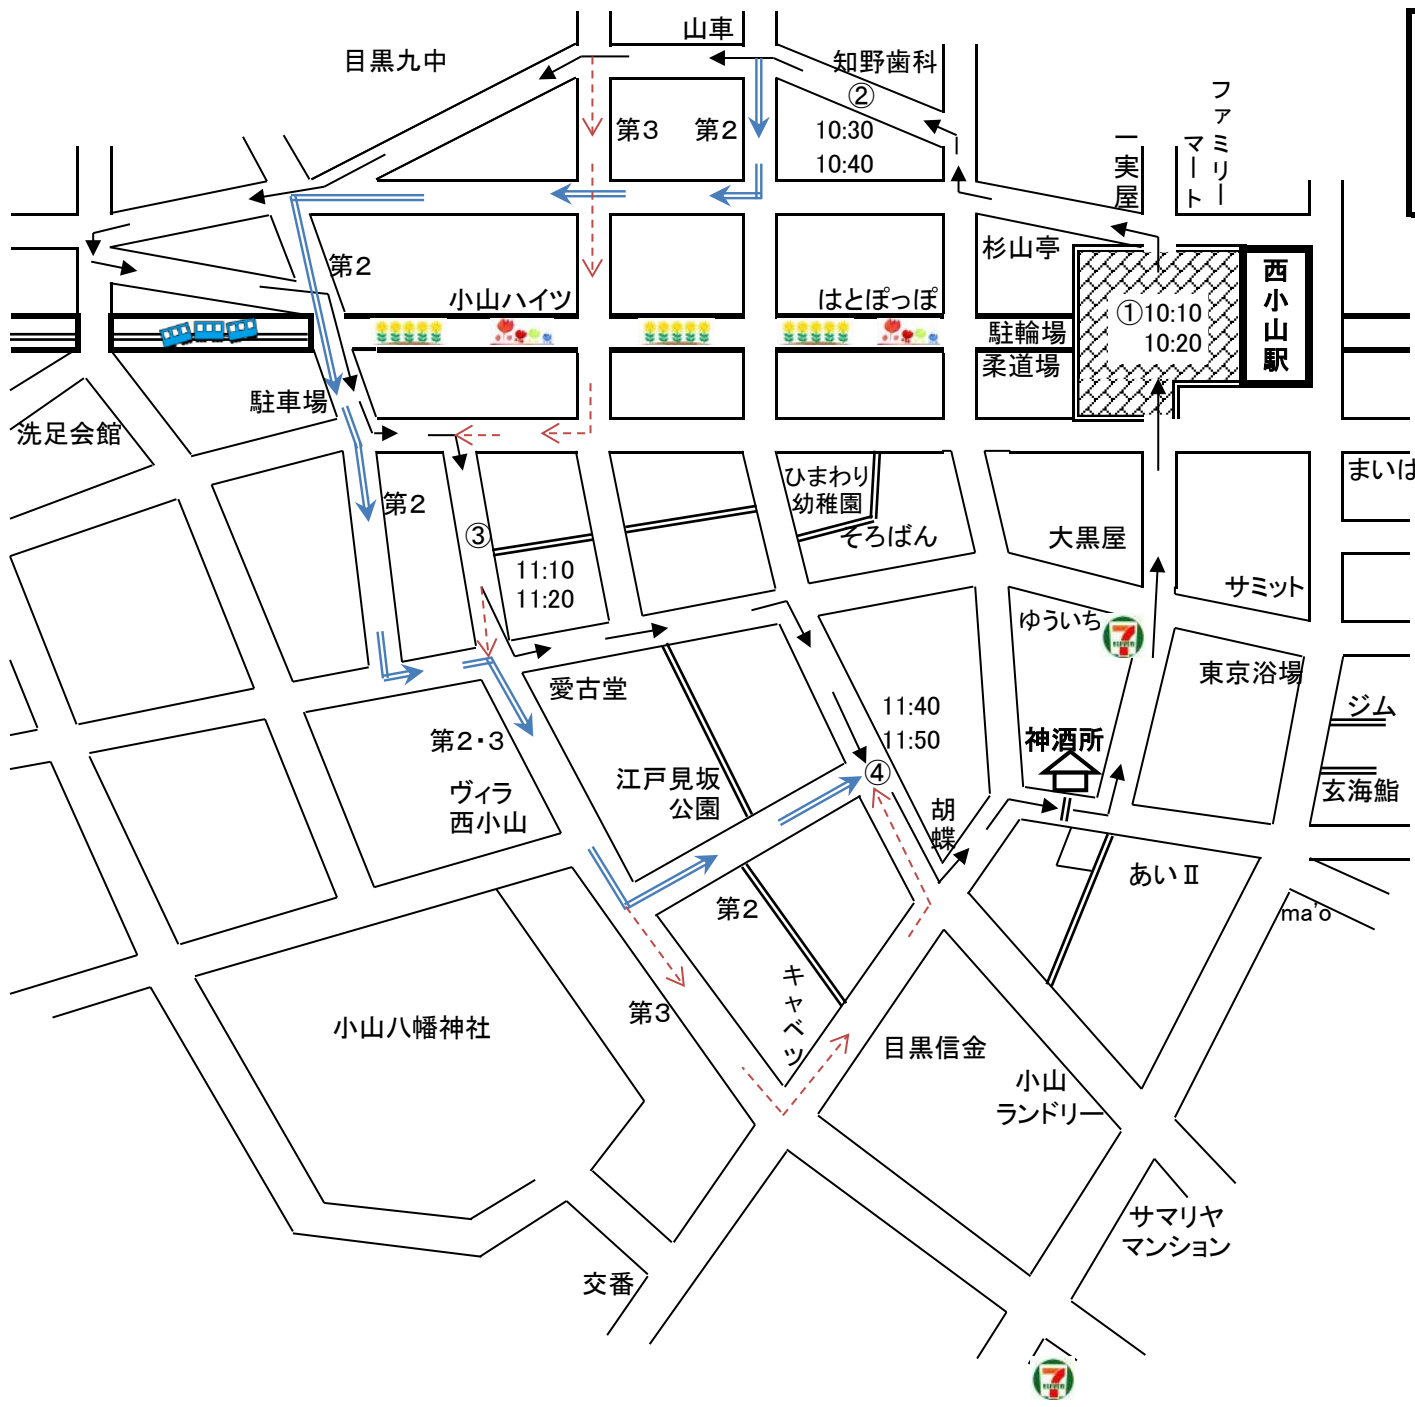 山車
目黒九中
知野歯科
②
10:30
10:40
第3
第2
ファミリー
マート
一実屋
杉山亭
西小山駅
①10:10
10:20
第2
小山ハイツ
はとぽっぽ
駐輪場
柔道場
駐車場
洗足会館
まいは
ひまわり
幼稚園
そろばん
第2
③
11:10
11:20
大黒屋
サミット
ゆういち
7
東京浴場
愛古堂
11:40
11:50
ジム
第2・3
神酒所
④
江戸見坂
公園
ヴィラ
西小山
胡蝶
玄海鮨
あいⅡ
第2
ma'o
キャベツ
第3
小山八幡神社
目黒信金
小山
ランドリー
サマリヤ
マンション
交番
7